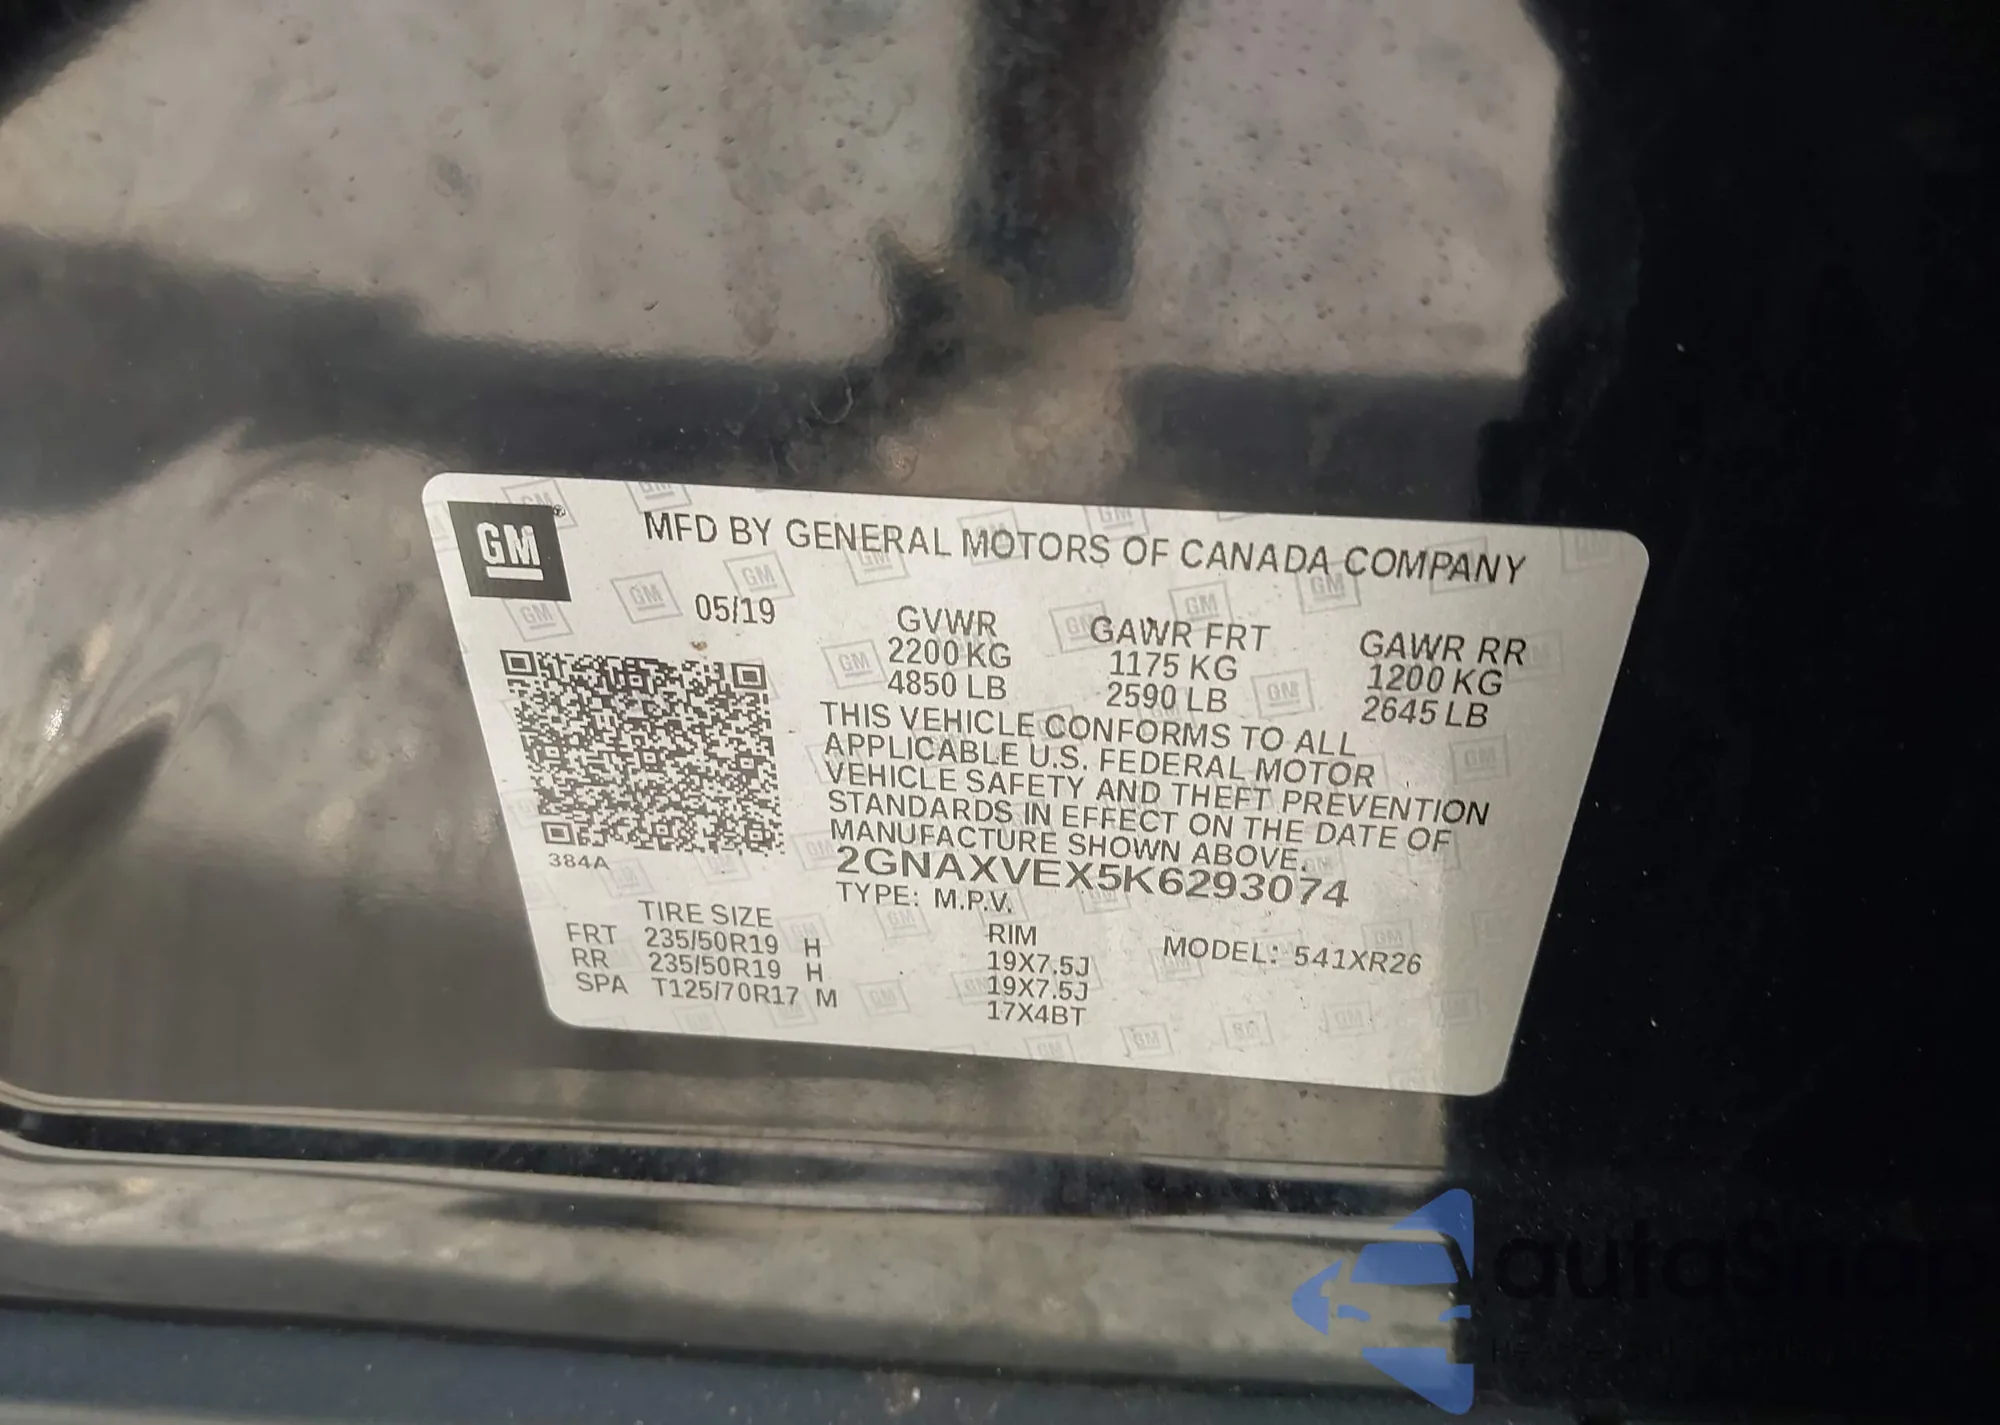 GM
MFD BY GENERAL MOTORS OF CANADA COMPANY
05/19
GVWR GAWR FRT GAWR RR
2200 KG 1175 KG 1200 KG
4850 LB 2590 LB 2645 LB
THIS VEHICLE CONFORMS TO ALL
APPLICABLE U.S. FEDERAL MOTOR
VEHICLE SAFETY AND THEFT PREVENTION
STANDARDS IN EFFECT ON THE DATE OF
MANUFACTURE SHOWN ABOVE.
384A
2GNAXVEX5K6293074
TYPE: M.P.V.
TIRE SIZE RIM MODEL: 541XR26
FRT 235/50R19 H 19X7.5J
RR 235/50R19 H 19X7.5J
SPA T125/70R17 M 17X4BT
autoShop